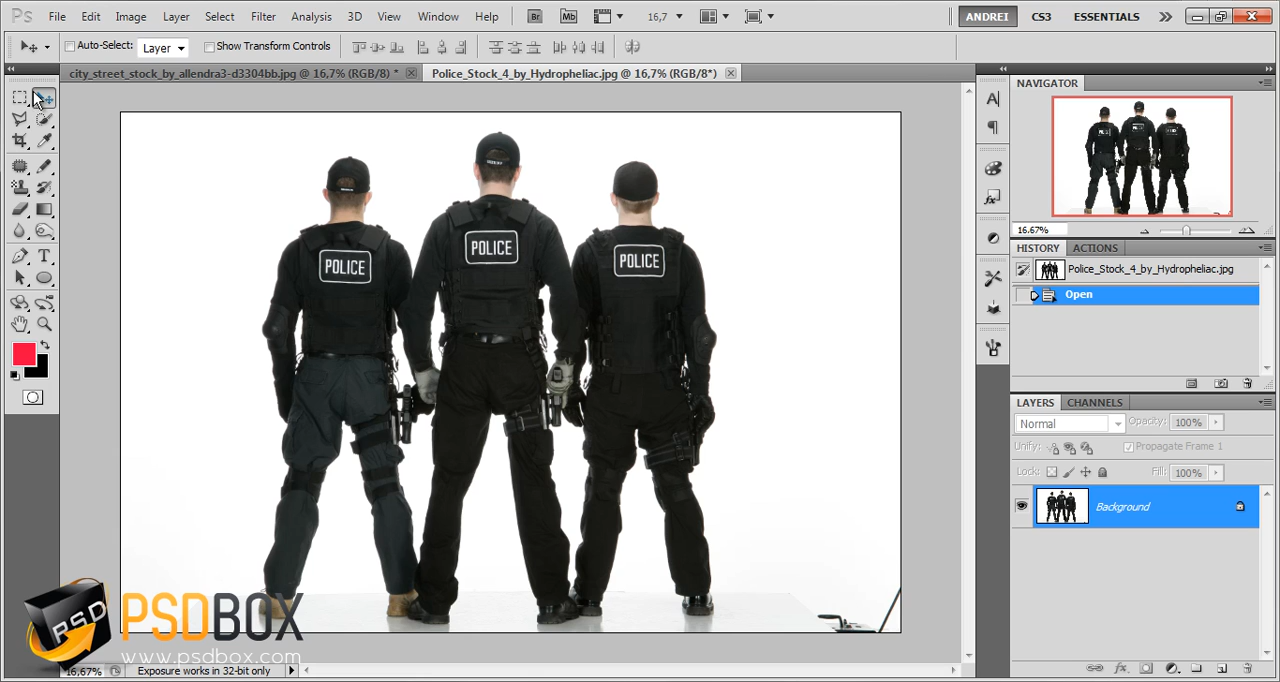 Ps File Edit Image Layer Select Filter Analysis 3D View Window Help Br Mb 16,7 ANDREI CS3 ESSENTIALS
Auto-Select: Layer Show Transform Controls
city_street_stock_by_allendra3-d3304bb.jpg @ 16,7% (RGB/8) * Police_Stock_4_by_Hydropheliac.jpg @ 16,7% (RGB/8*)
NAVIGATOR
16.67%
HISTORY ACTIONS
Police_Stock_4_by_Hydropheliac.jpg
Open
LAYERS CHANNELS
Normal Opacity: 100%
Unify: Propagate Frame 1
Lock: Fill: 100%
Background
POLICE
POLICE
POLICE
PSD
PSDBOX
www.psdbox.com
16.67% Exposure works in 32-bit only